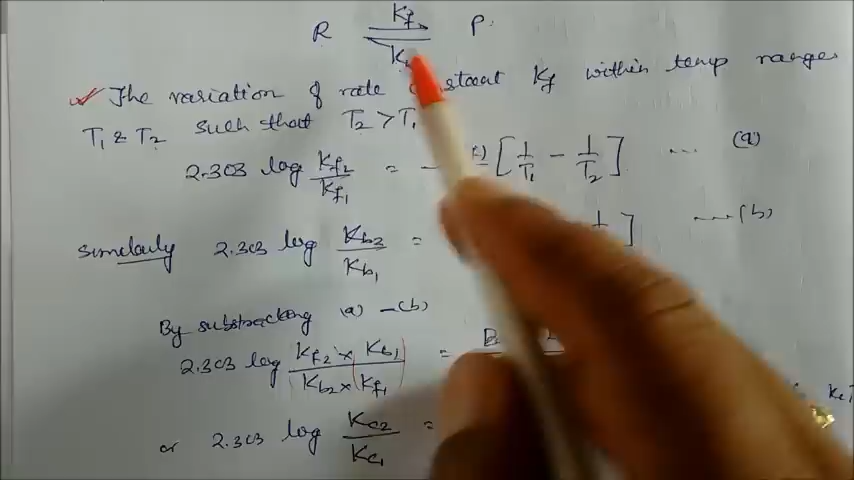 R Kf P.
Kb
The variation of rate constant Kf within temp ranges
T1 & T2 such that T2 > T1
2.303 log Kf2/Kf1 = [1/T1 - 1/T2] ... (a)
Similarly 2.303 log Kb2/Kb1 = 1/ ] ... (b)
By substracking (a) - (b)
2.303 log Kf2 × Kb1 / Kb2 × Kf1 =
or 2.303 log Kc2/Kc1 =